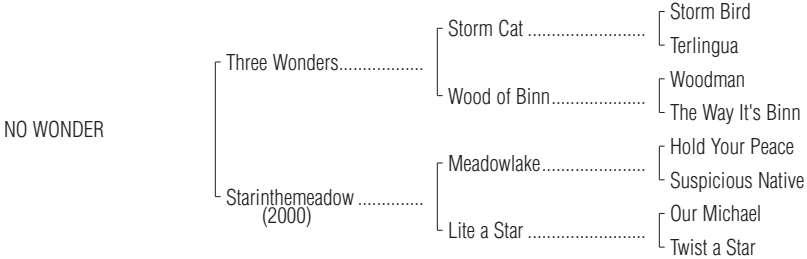 Storm Bird
Storm Cat ........................
Terlingua
Three Wonders..................
Woodman
Wood of Binn....................
The Way It's Binn
NO WONDER
Hold Your Peace
Meadowlake......................
Suspicious Native
Starinthemeadow ..............
(2000)
Our Michael
Lite a Star .........................
Twist a Star